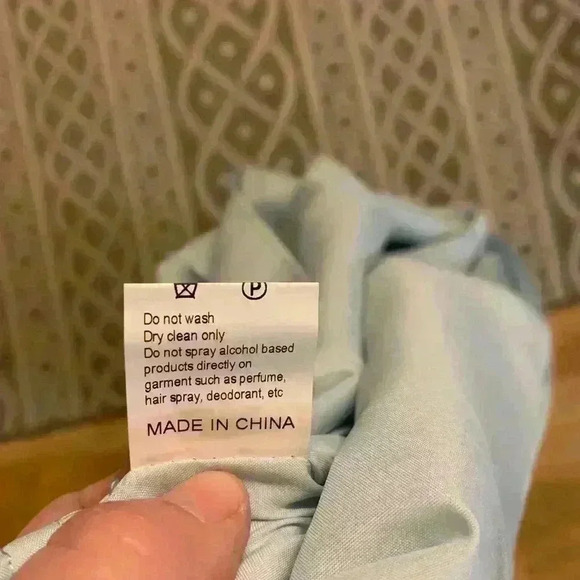 P
Do not wash
Dry clean only
Do not spray alcohol based
products directly on
garment such as perfume,
hair spray, deodorant, etc
MADE IN CHINA